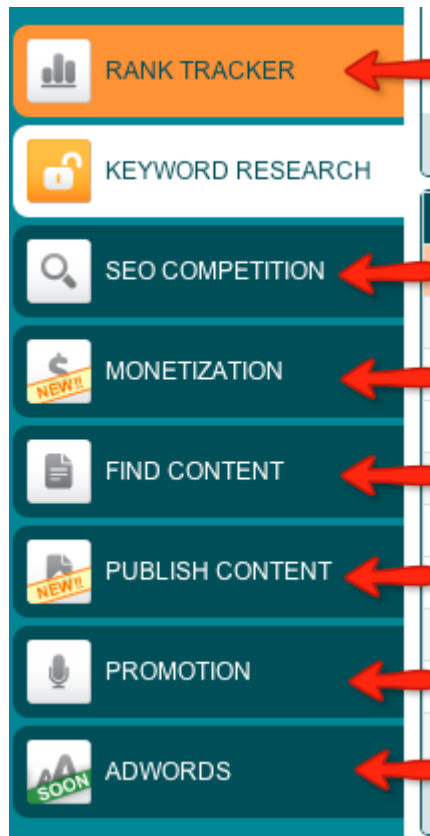 RANK TRACKER
KEYWORD RESEARCH
SEO COMPETITION
MONETIZATION
NEW!!
FIND CONTENT
PUBLISH CONTENT
NEW!!
PROMOTION
ADWORDS
SOON